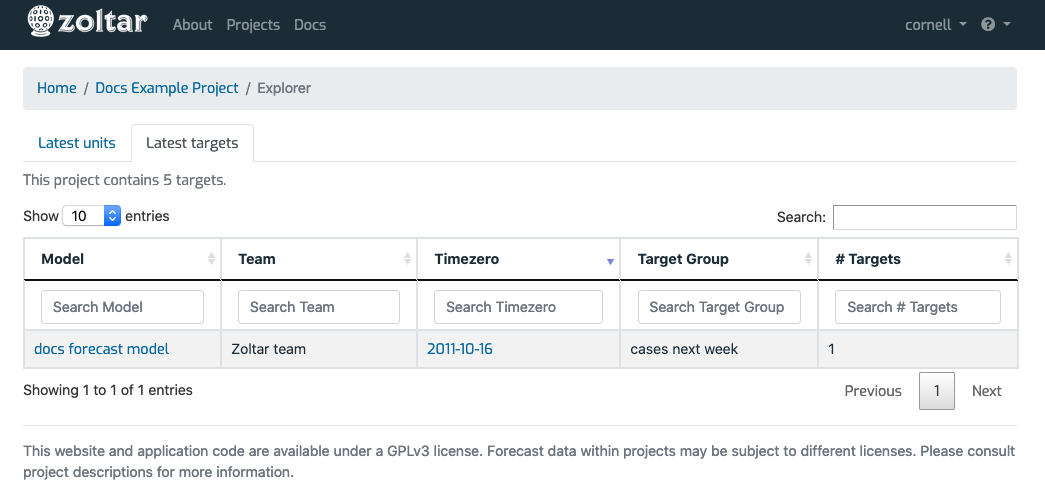 zoltar About Projects Docs cornell ?
Home / Docs Example Project / Explorer
Latest units Latest targets
This project contains 5 targets.
Show 10 entries Search:
Model Team Timezero Target Group # Targets
Search Model Search Team Search Timezero Search Target Group Search # Targets
docs forecast model Zoltar team 2011-10-16 cases next week 1
Showing 1 to 1 of 1 entries Previous 1 Next
This website and application code are available under a GPLv3 license. Forecast data within projects may be subject to different licenses. Please consult
project descriptions for more information.